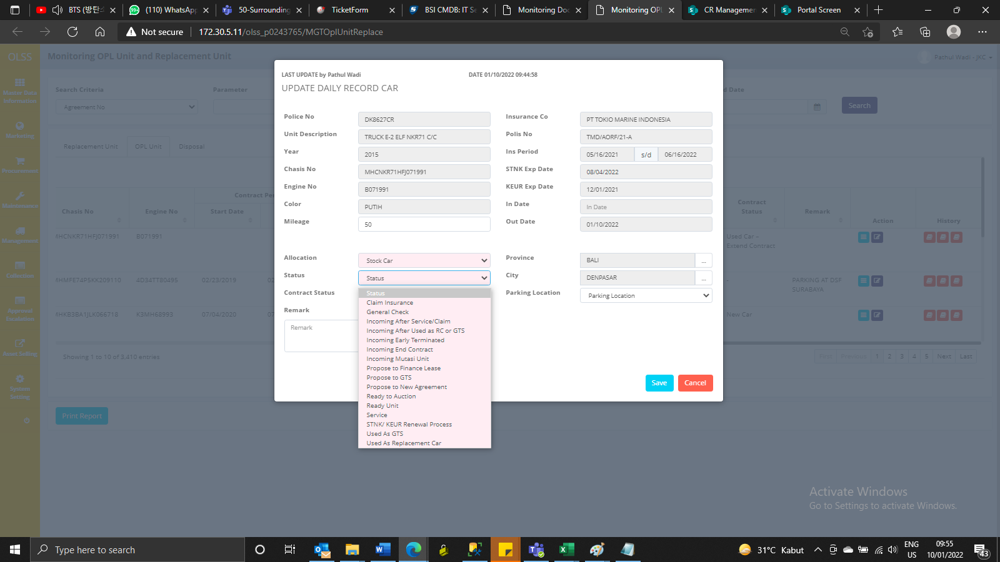 BTS (방탄소
(110) WhatsApp
50-Surrounding
TicketForm
BSI CMDB: IT Se
Monitoring Doc
Monitoring OPL
CR Managemen
Portal Screen
Not secure
172.30.5.11/olss_p0243765/MGTOplUnitReplace
OLSS
Monitoring OPL Unit and Replacement Unit
Pathul Wadi - JKC
Master Data Information
Marketing
Procurement
Maintenance
Management
Collection
Approval Escalation
Asset Selling
System Setting
Search Criteria
Parameter
d Date
Agreement No
Search
Replacement Unit
OPL Unit
Disposal
Contract Pe
Chasis No
Engine No
Start Date
Contract Status
Remark
Action
History
MHCNKR71HFJ071991 B071991
Used Car – Extend Contract
MHMFE74P5KK209110 4D34TT80495 02/23/2019 02
- PARKING AT DSF SURABAYA
MHKB3BA1JLK066718 K3MH68993 07/04/2020 07
New Car
Showing 1 to 10 of 3,410 entries
First Previous 1 2 3 4 5 Next Last
Print Report
LAST UPDATE by Pathul Wadi
DATE 01/10/2022 09:44:58
UPDATE DAILY RECORD CAR
Police No DK8627CR
Unit Description TRUCK E-2 ELF NKR71 C/C
Year 2015
Chasis No MHCNKR71HFJ071991
Engine No B071991
Color PUTIH
Mileage 50
Insurance Co PT TOKIO MARINE INDONESIA
Polis No TMD/AORF/21-A
Ins Period 05/16/2021 s/d 06/16/2022
STNK Exp Date 08/04/2022
KEUR Exp Date 12/01/2021
In Date In Date
Out Date 01/10/2022
Allocation Stock Car
Status Status
Contract Status
Remark
Remark
Province BALI ...
City DENPASAR ...
Parking Location Parking Location
Status
Claim Insurance
General Check
Incoming After Service/Claim
Incoming After Used as RC or GTS
Incoming Early Terminated
Incoming End Contract
Incoming Mutasi Unit
Propose to Finance Lease
Propose to GTS
Propose to New Agreement
Ready to Auction
Ready Unit
Service
STNK/ KEUR Renewal Process
Used As GTS
Used As Replacement Car
Save
Cancel
Activate Windows
Go to Settings to activate Windows.
Type here to search
31°C Kabut
ENG
US
09:55
10/01/2022
43